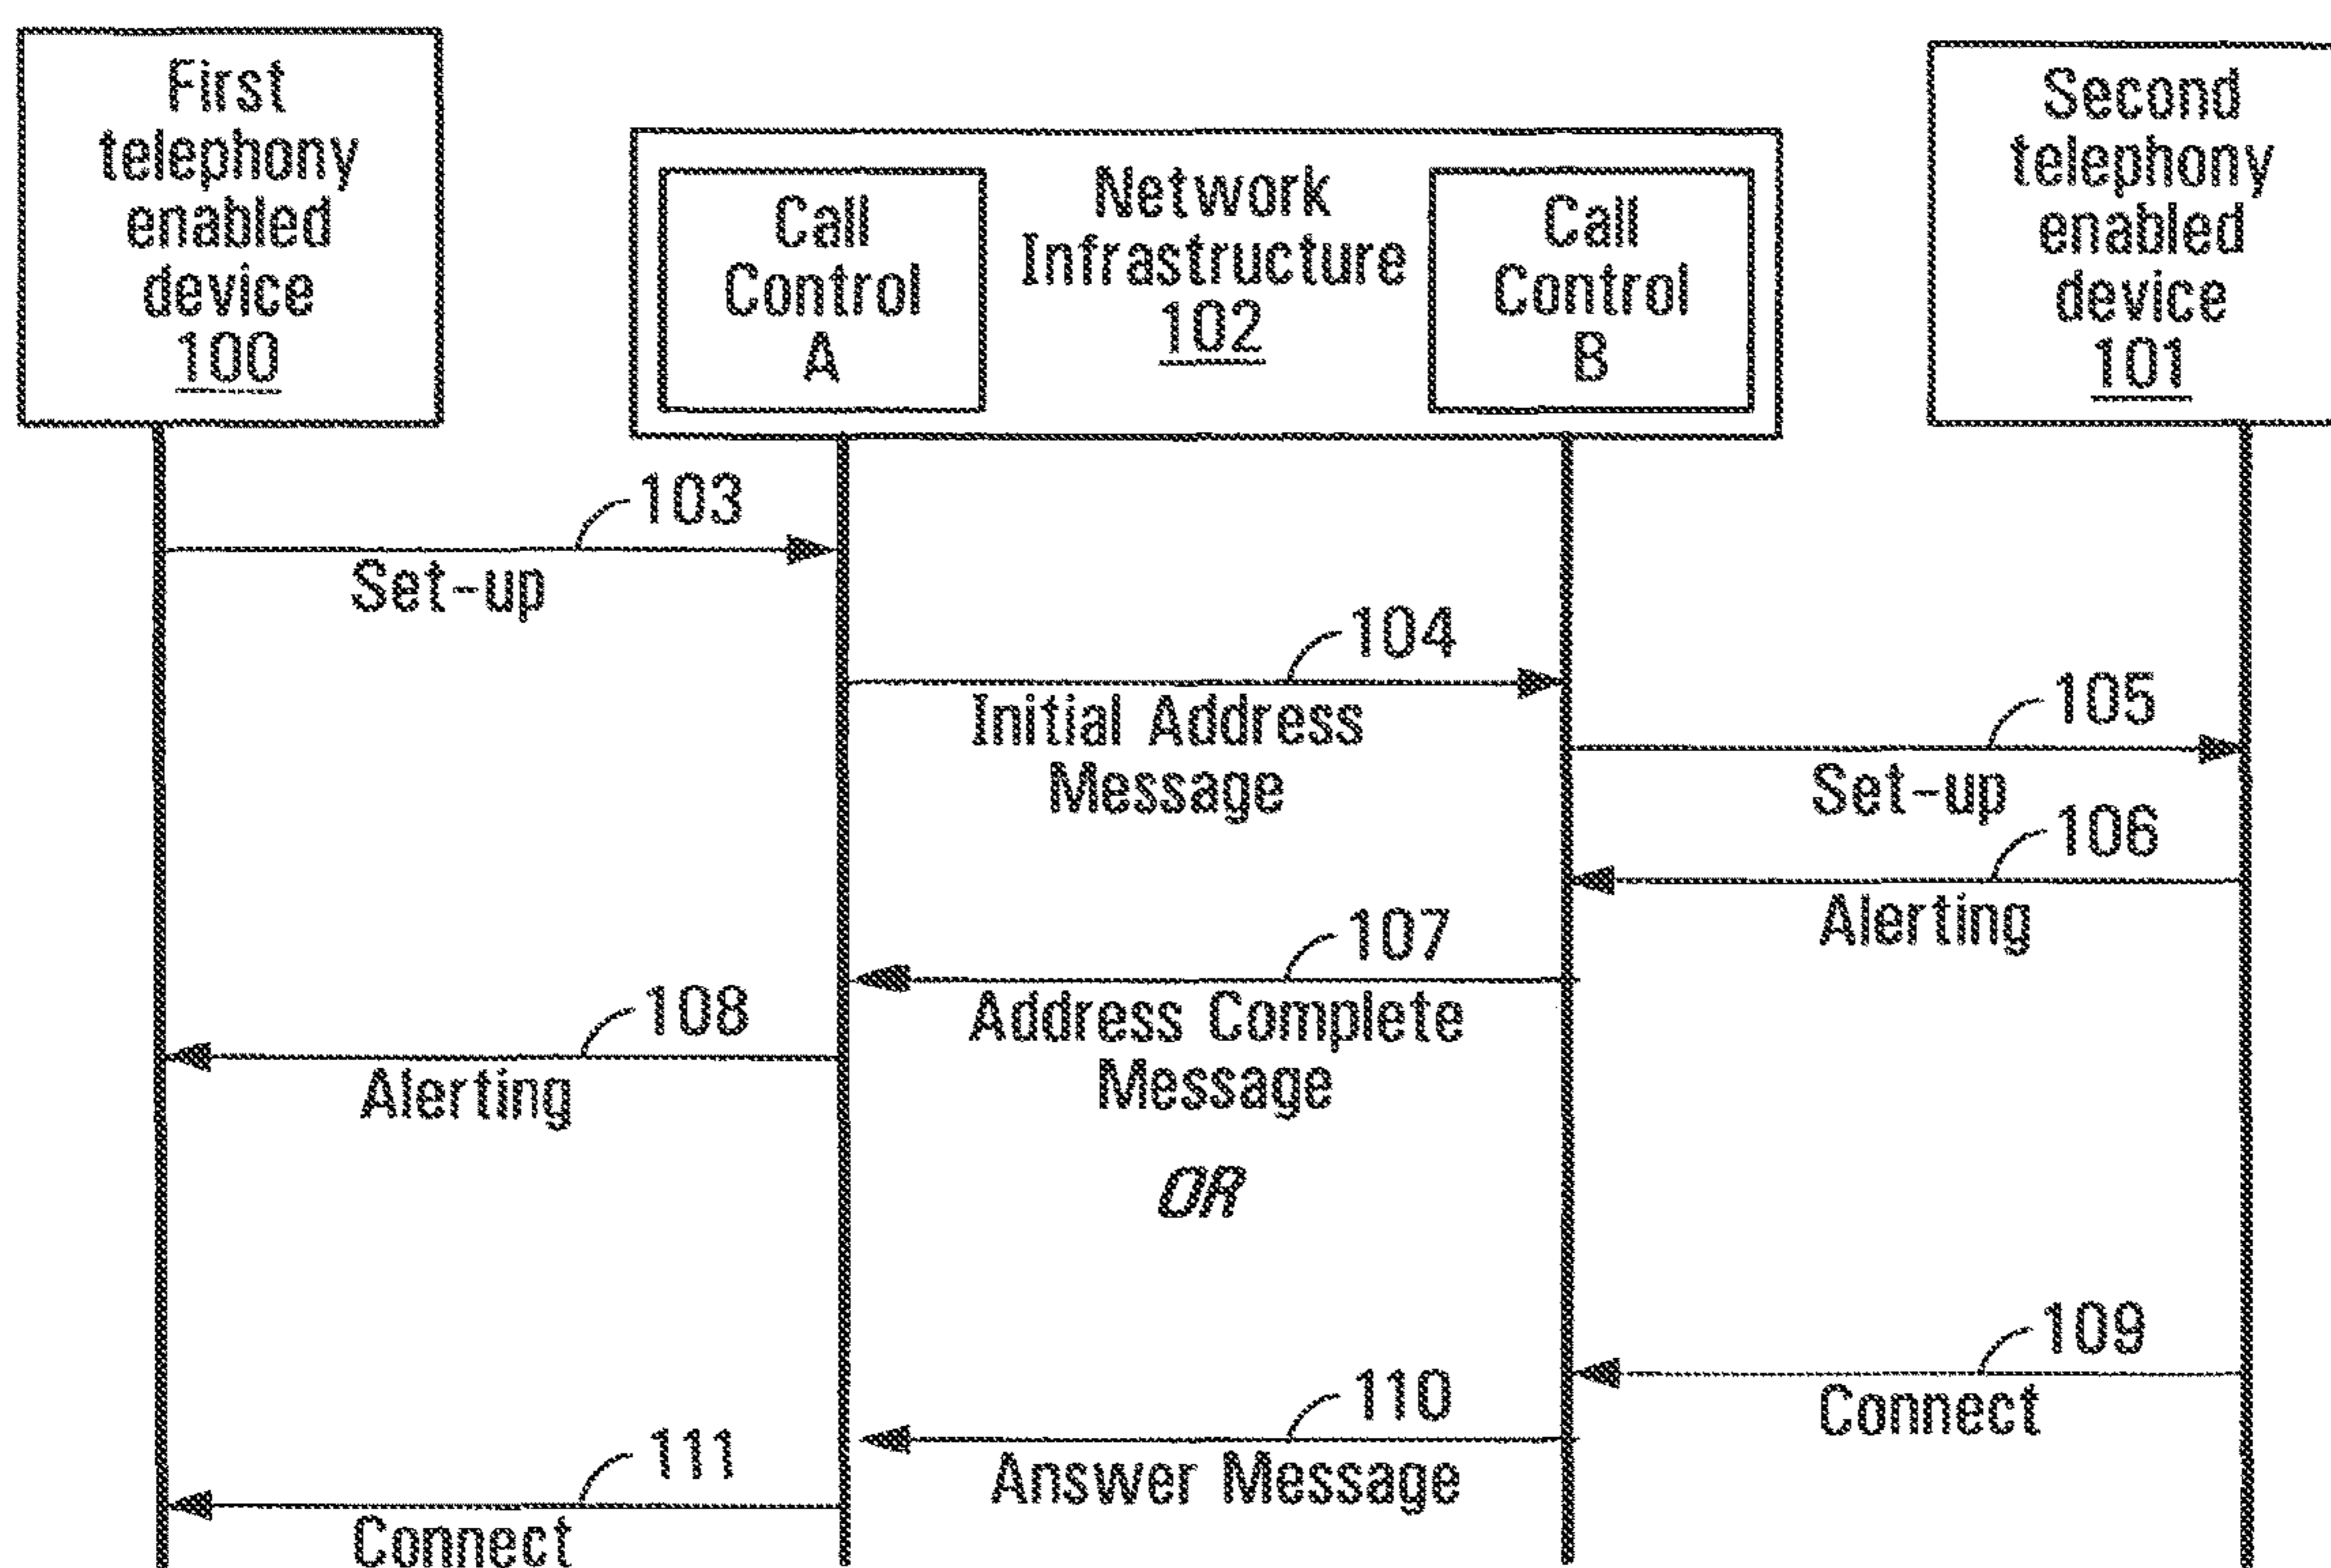 First
telephony
enabled
device
100
Network
Infrastructure
102
Call
Control
A
Call
Control
B
Second
telephony
enabled
device
101
103
Set-up
104
Initial Address
Message
105
Set-up
106
Alerting
107
Address Complete
Message
108
Alerting
OR
109
Connect
110
Answer Message
111
Connect